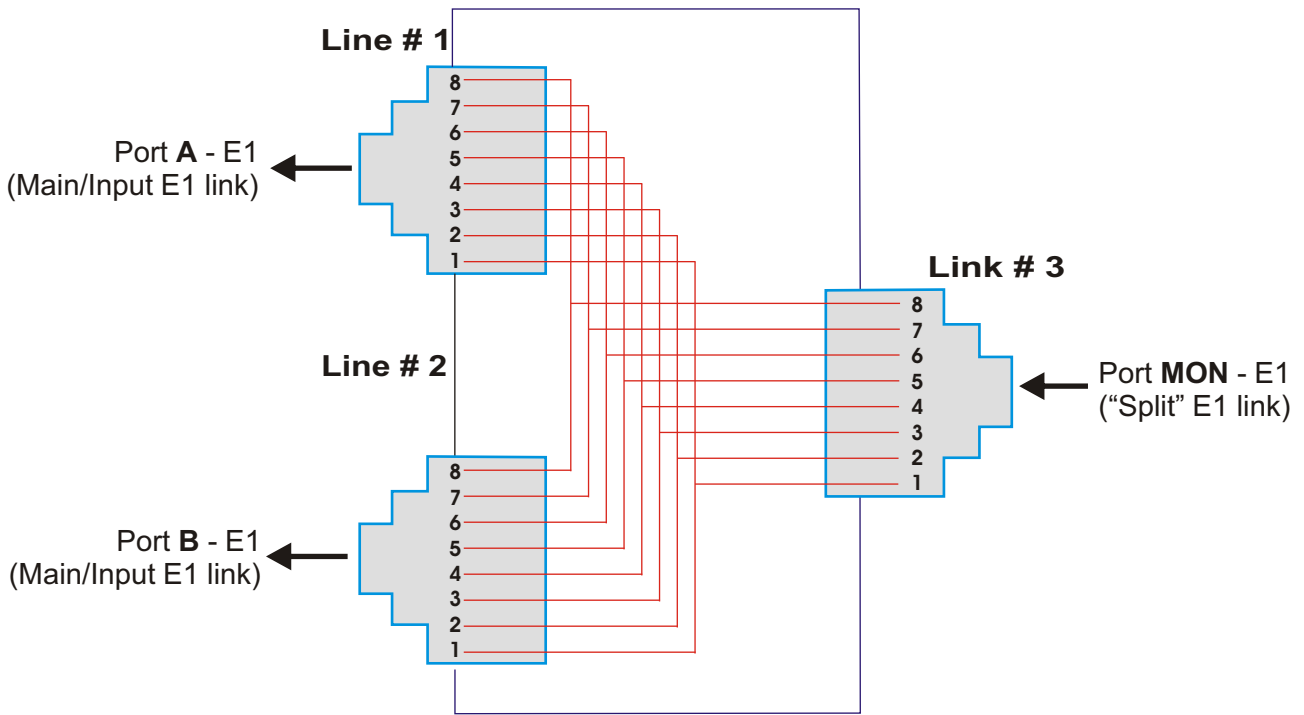 Line # 1
8
7
6
5
4
3
2
1
Port A - E1
(Main/Input E1 link)
Line # 2
8
7
6
5
4
3
2
1
Port B - E1
(Main/Input E1 link)
Link # 3
8
7
6
5
4
3
2
1
Port MON - E1
(“Split” E1 link)